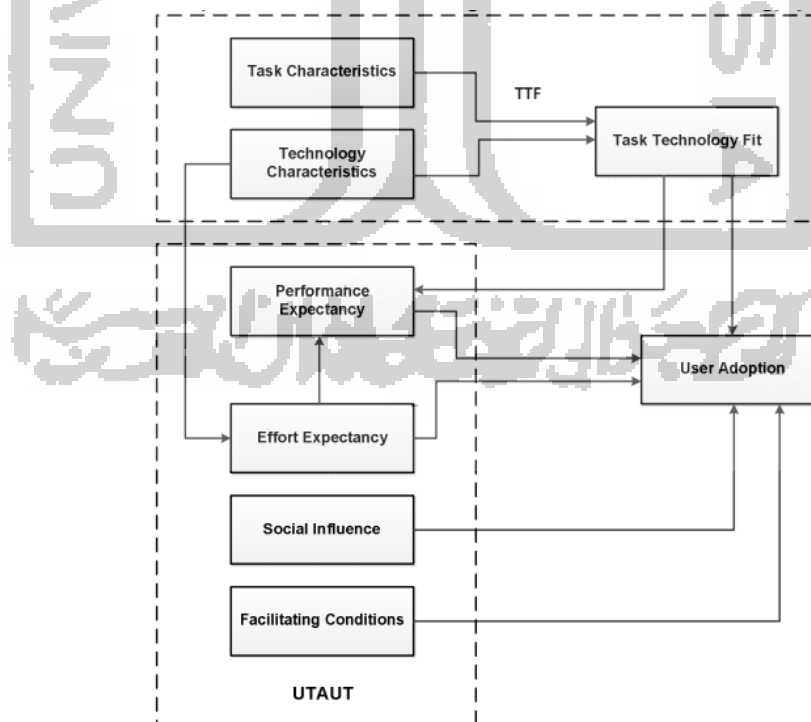 Task Characteristics
TTF
Technology
Characteristics
Task Technology Fit
Performance
Expectancy
User Adoption
Effort Expectancy
Social Influence
Facilitating Conditions
UTAUT